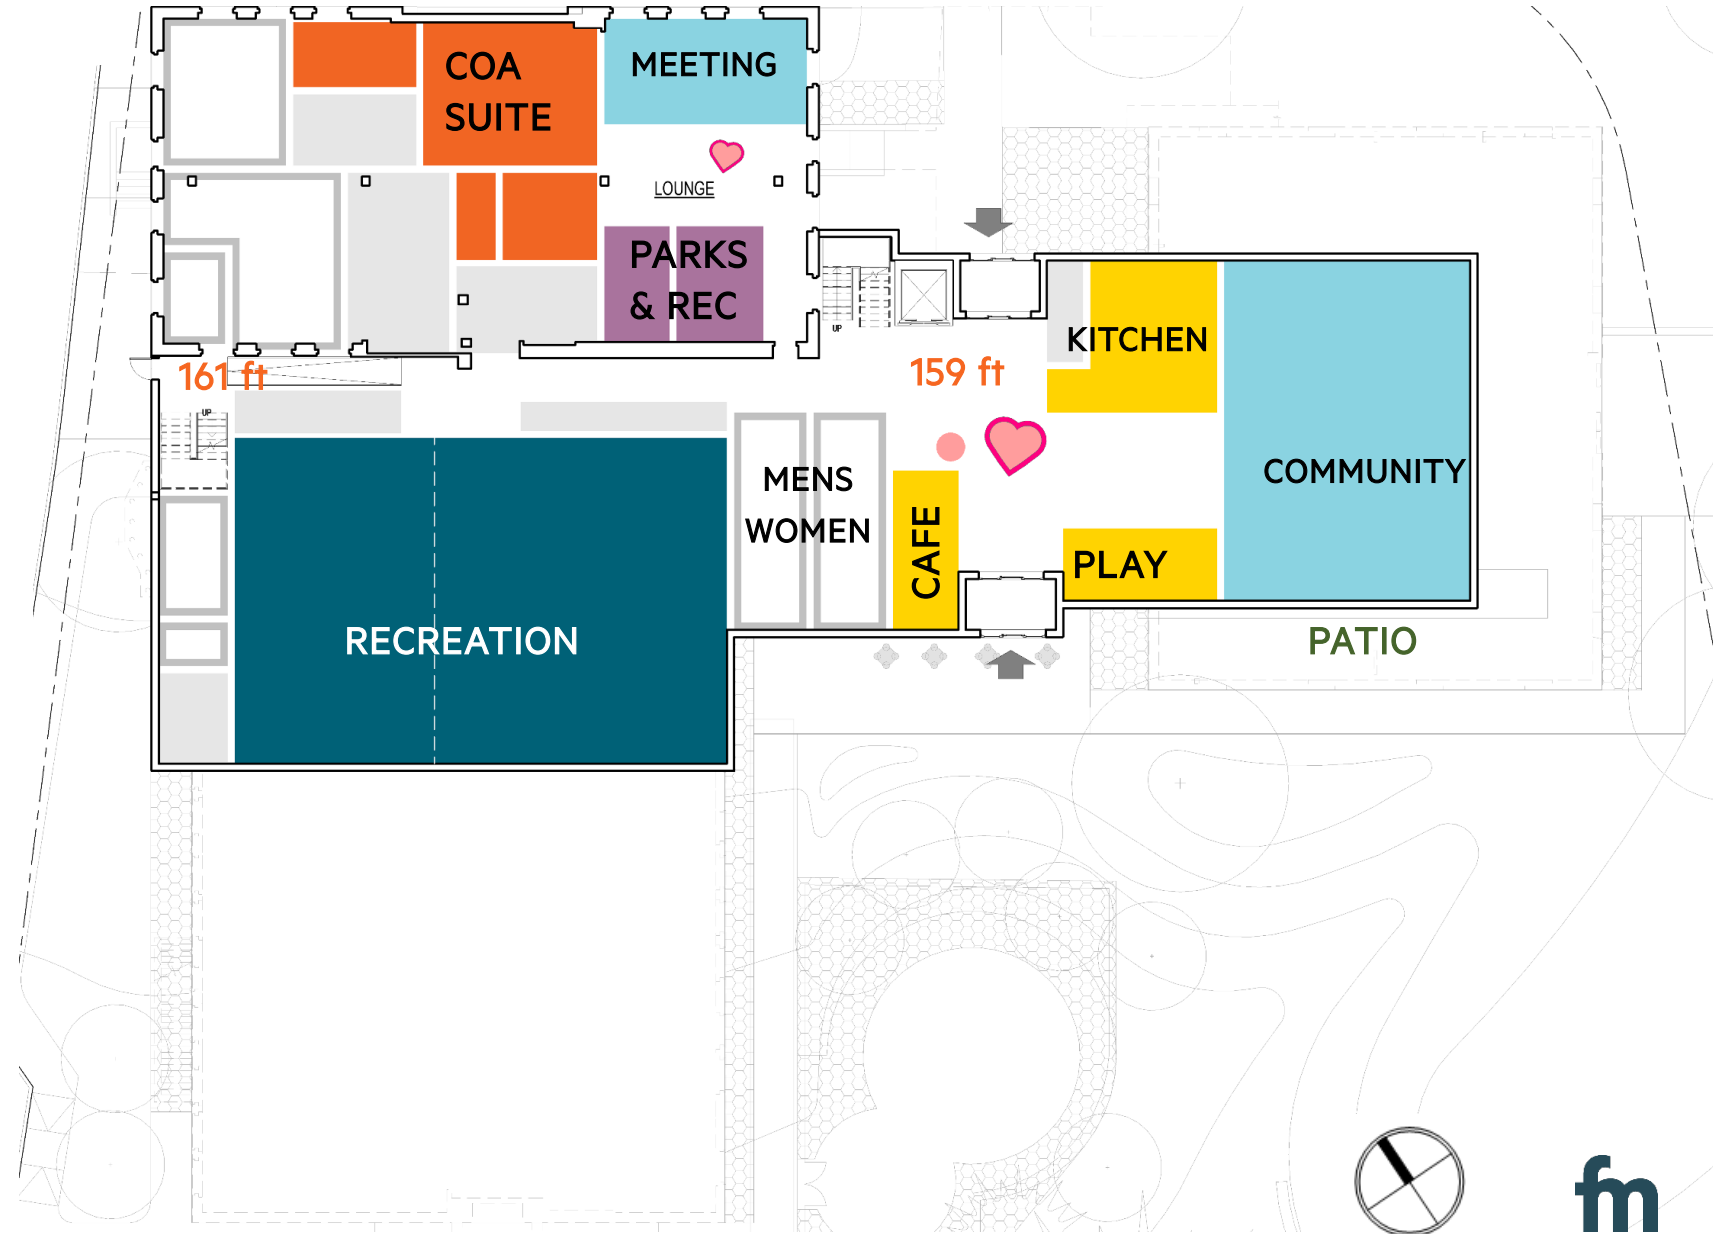 COA
SUITE
MEETING
LOUNGE
PARKS
& REC
UP
KITCHEN
161 ft
159 ft
UP
MENS
WOMEN
CAFE
COMMUNITY
PLAY
RECREATION
PATIO
fm